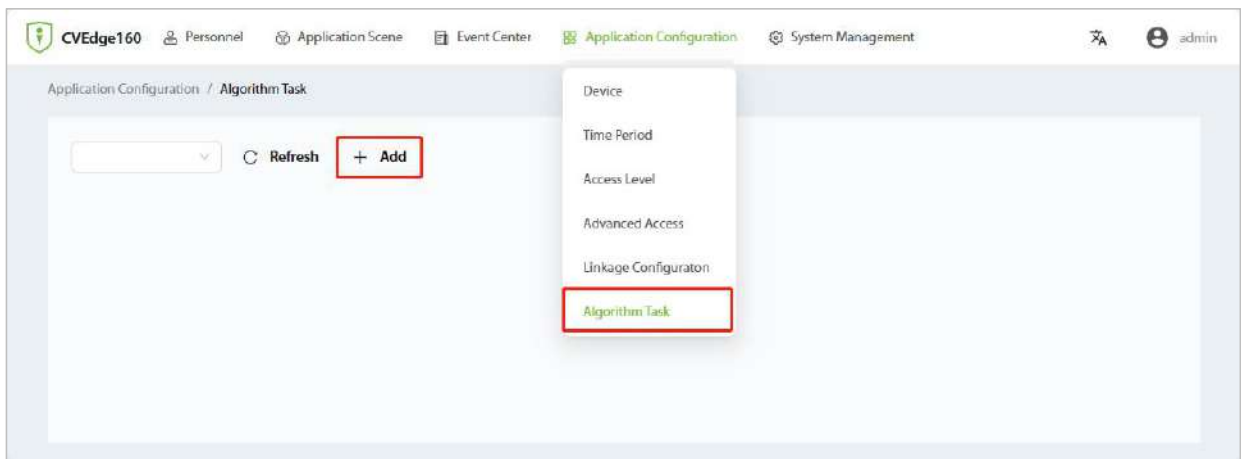 CVEdge160 Personnel Application Scene Event Center Application Configuration System Management admin
Application Configuration / Algorithm Task
Refresh + Add
Device
Time Period
Access Level
Advanced Access
Linkage Configuraton
Algorithm Task